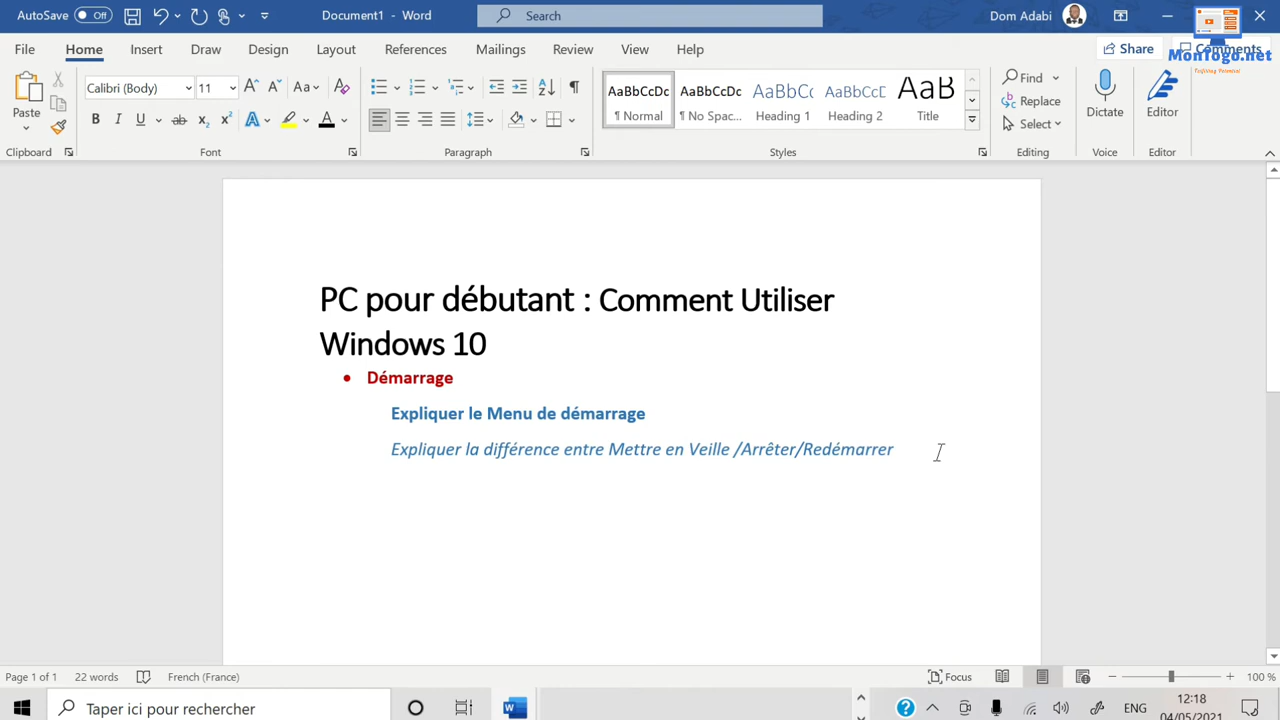 AutoSave Off Document1 - Word Search Dom Adabi
File Home Insert Draw Design Layout References Mailings Review View Help Share Comments
MonTogo.net
Paste Calibri (Body) 11 Aa AaBbCcDc AaBbCcDc AaBbCc AaBbCcD AaB Find Replace Select Dictate Editor
¶ Normal ¶ No Spac... Heading 1 Heading 2 Title
Clipboard Font Paragraph Styles Editing Voice Editor
PC pour débutant : Comment Utiliser
Windows 10
• Démarrage
Expliquer le Menu de démarrage
Expliquer la différence entre Mettre en Veille /Arrêter/Redémarrer
Page 1 of 1 22 words French (France) Focus 100 %
Taper ici pour rechercher ENG 12:18
04/05/2021